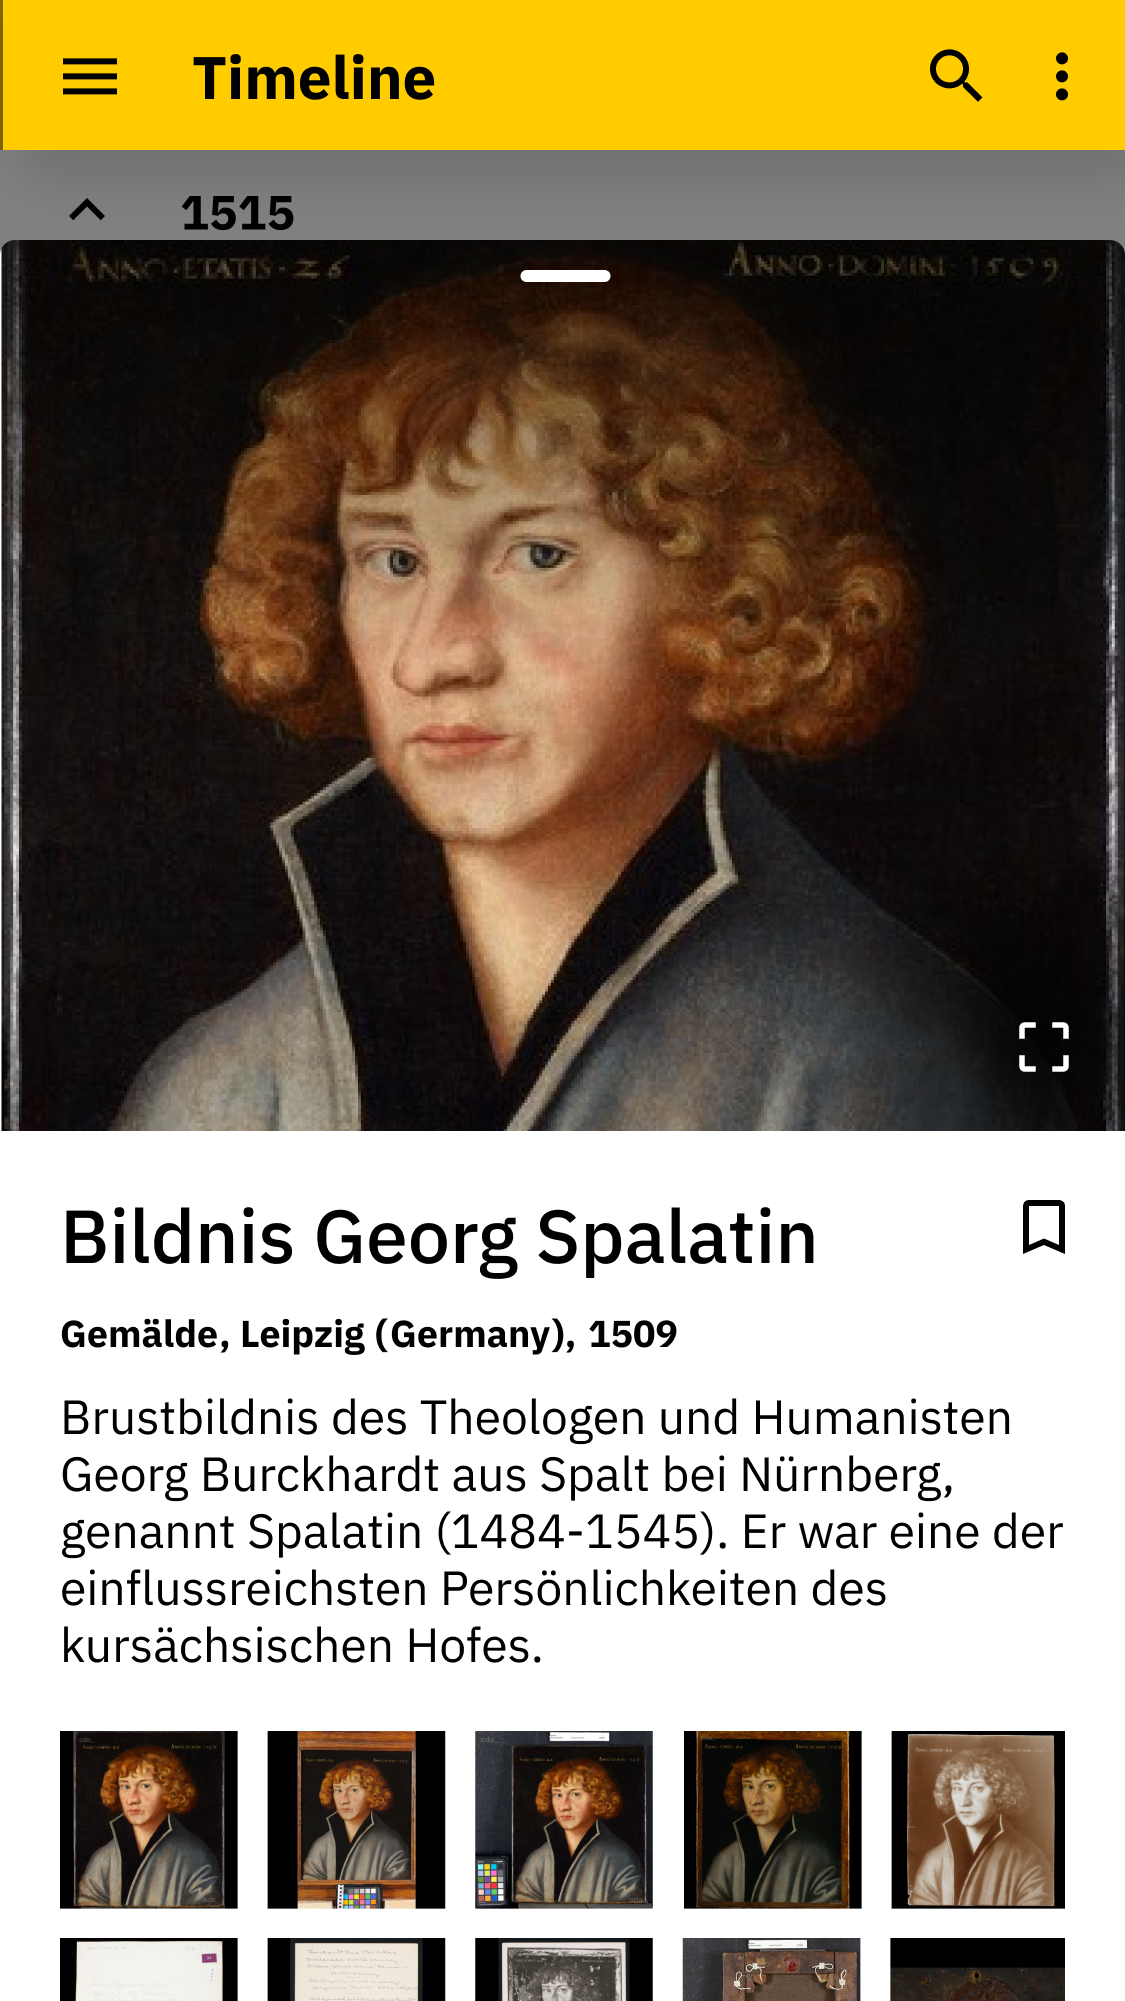 Timeline
1515
ANNO·ETATIS·26
ANNO·DOMINI·1509
Bildnis Georg Spalatin
Gemälde, Leipzig (Germany), 1509
Brustbildnis des Theologen und Humanisten
Georg Burckhardt aus Spalt bei Nürnberg,
genannt Spalatin (1484-1545). Er war eine der
einflussreichsten Persönlichkeiten des
kursächsischen Hofes.